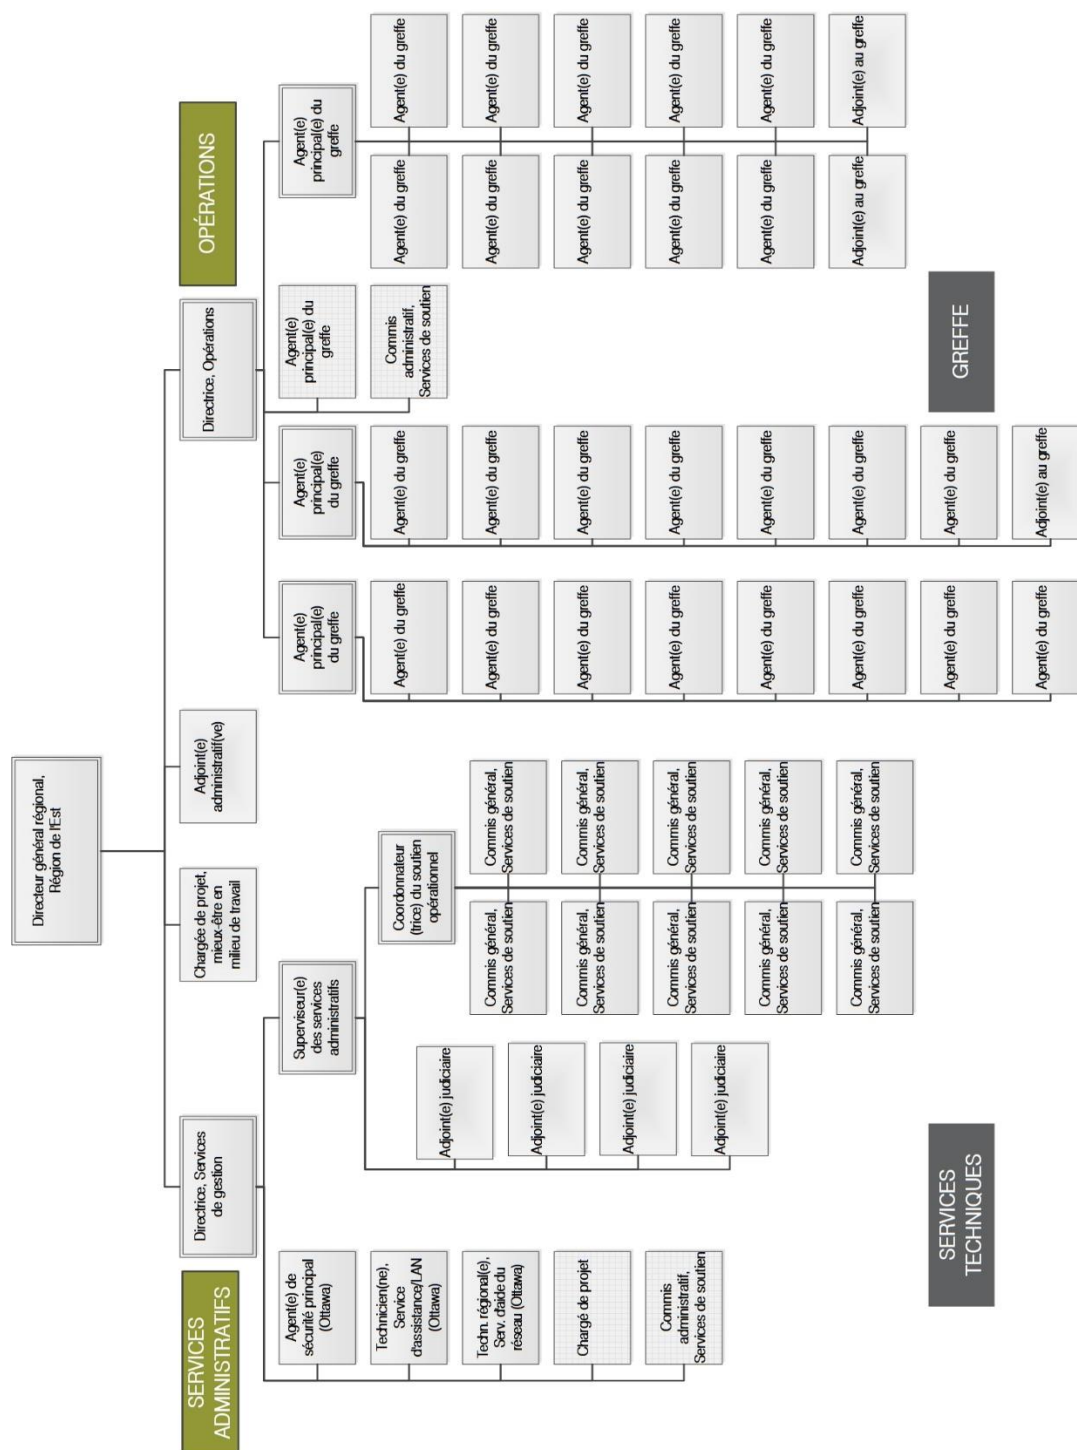 Directeur général régional,
Région de l'Est
SERVICES
ADMINISTRATIFS
Directrice, Services
de gestion
Chargée de projet,
mieux-être en
milieu de travail
Adjoint(e)
administratif(ve)
Directrice, Opérations
OPÉRATIONS
Agent(e) de
sécurité principal
(Ottawa)
Technicien(ne),
Service
d'assistance/LAN
(Ottawa)
Techn. régional(e),
Serv. d'aide du
réseau (Ottawa)
Chargé de projet
Commis
administratif,
Services de soutien
Superviseur(e)
des services
administratifs
Adjoint(e) judiciaire
Adjoint(e) judiciaire
Adjoint(e) judiciaire
Adjoint(e) judiciaire
Coordonnateur
(trice) du soutien
opérationnel
Commis général,
Services de soutien
Commis général,
Services de soutien
Commis général,
Services de soutien
Commis général,
Services de soutien
Commis général,
Services de soutien
Commis général,
Services de soutien
Commis général,
Services de soutien
Commis général,
Services de soutien
Commis général,
Services de soutien
Commis général,
Services de soutien
Agent(e)
principal(e)
du greffe
Agent(e) du greffe
Agent(e) du greffe
Agent(e) du greffe
Agent(e) du greffe
Agent(e) du greffe
Agent(e) du greffe
Agent(e) du greffe
Agent(e) du greffe
Agent(e)
principal(e)
du greffe
Agent(e) du greffe
Agent(e) du greffe
Agent(e) du greffe
Agent(e) du greffe
Agent(e) du greffe
Agent(e) du greffe
Agent(e) du greffe
Adjoint(e) au greffe
Agent(e)
principal(e) du
greffe
Commis
administratif,
Services de soutien
Agent(e)
principal(e) du
greffe
Agent(e) du greffe
Agent(e) du greffe
Agent(e) du greffe
Agent(e) du greffe
Agent(e) du greffe
Agent(e) du greffe
Agent(e) du greffe
Agent(e) du greffe
Agent(e) du greffe
Agent(e) du greffe
Adjoint(e) au greffe
Adjoint(e) au greffe
SERVICES
TECHNIQUES
GREFFE